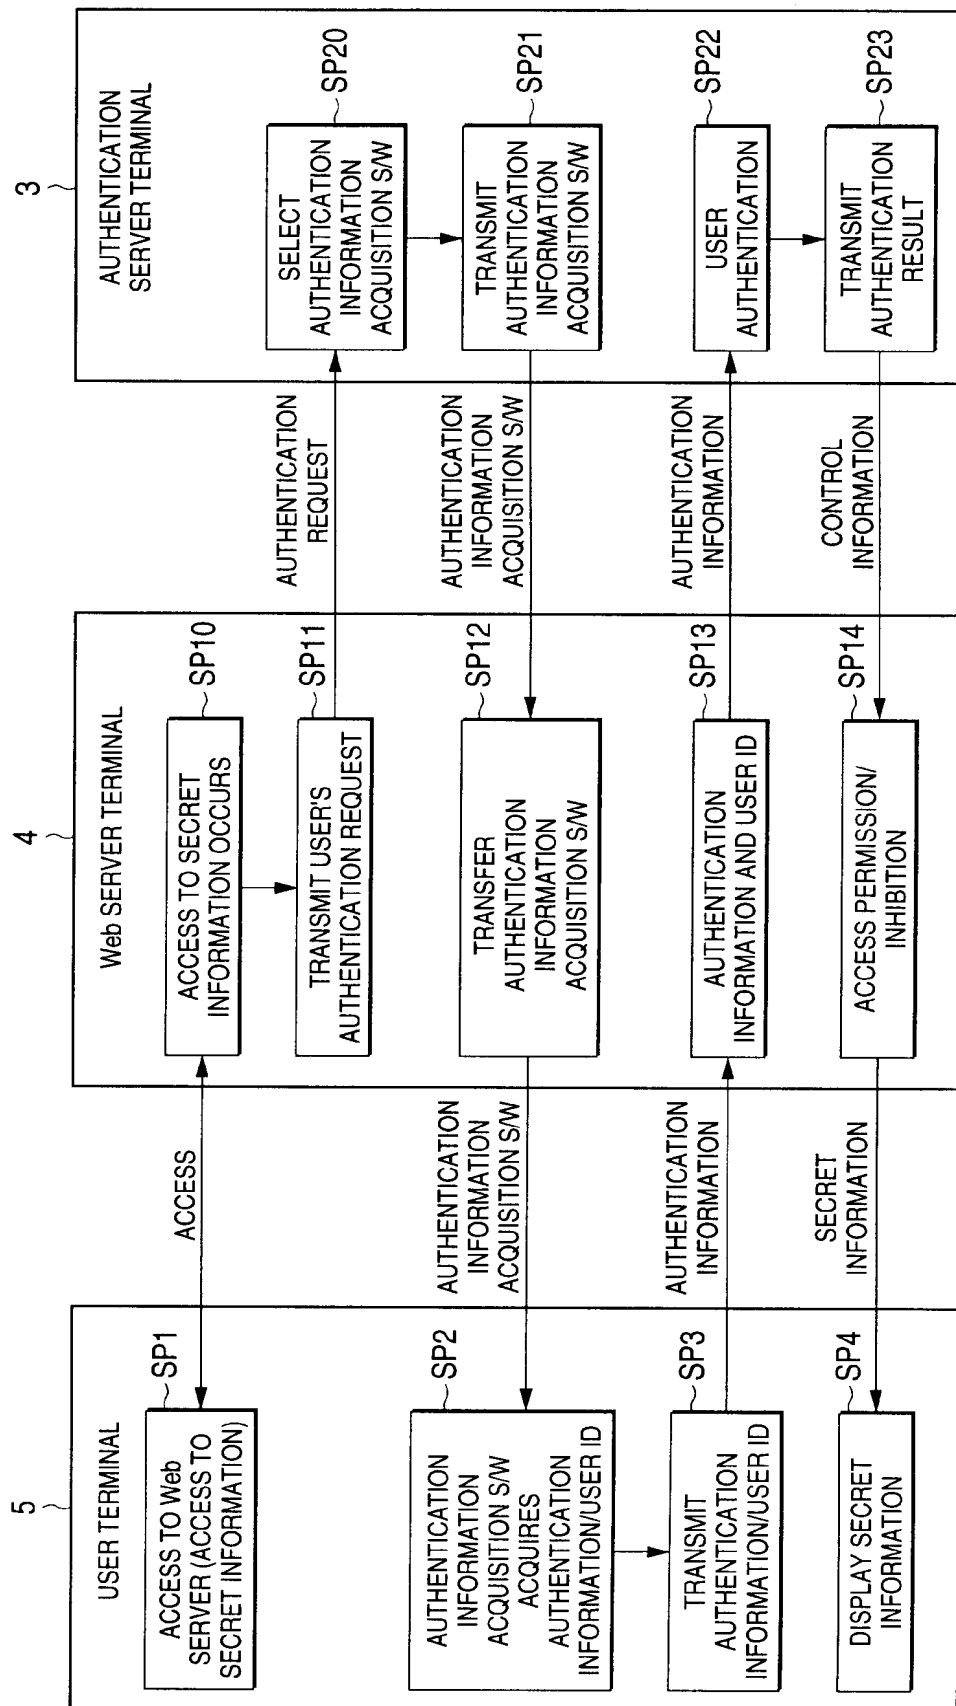 5
USER TERMINAL
SP1
ACCESS TO Web
SERVER (ACCESS TO
SECRET INFORMATION)
SP2
AUTHENTICATION
INFORMATION
ACQUISITION S/W
ACQUIRES
AUTHENTICATION
INFORMATION/USER ID
SP3
TRANSMIT
AUTHENTICATION
INFORMATION/USER ID
SP4
DISPLAY SECRET
INFORMATION
ACCESS
AUTHENTICATION
INFORMATION
ACQUISITION S/W
AUTHENTICATION
INFORMATION
SECRET
INFORMATION
4
Web SERVER TERMINAL
SP10
ACCESS TO SECRET
INFORMATION OCCURS
SP11
TRANSMIT USER'S
AUTHENTICATION REQUEST
SP12
TRANSFER
AUTHENTICATION
INFORMATION
ACQUISITION S/W
SP13
AUTHENTICATION
INFORMATION AND USER ID
SP14
ACCESS PERMISSION/
INHIBITION
AUTHENTICATION
REQUEST
AUTHENTICATION
INFORMATION
ACQUISITION S/W
AUTHENTICATION
INFORMATION
CONTROL
INFORMATION
3
AUTHENTICATION
SERVER TERMINAL
SP20
SELECT
AUTHENTICATION
INFORMATION
ACQUISITION S/W
SP21
TRANSMIT
AUTHENTICATION
INFORMATION
ACQUISITION S/W
SP22
USER
AUTHENTICATION
SP23
TRANSMIT
AUTHENTICATION
RESULT